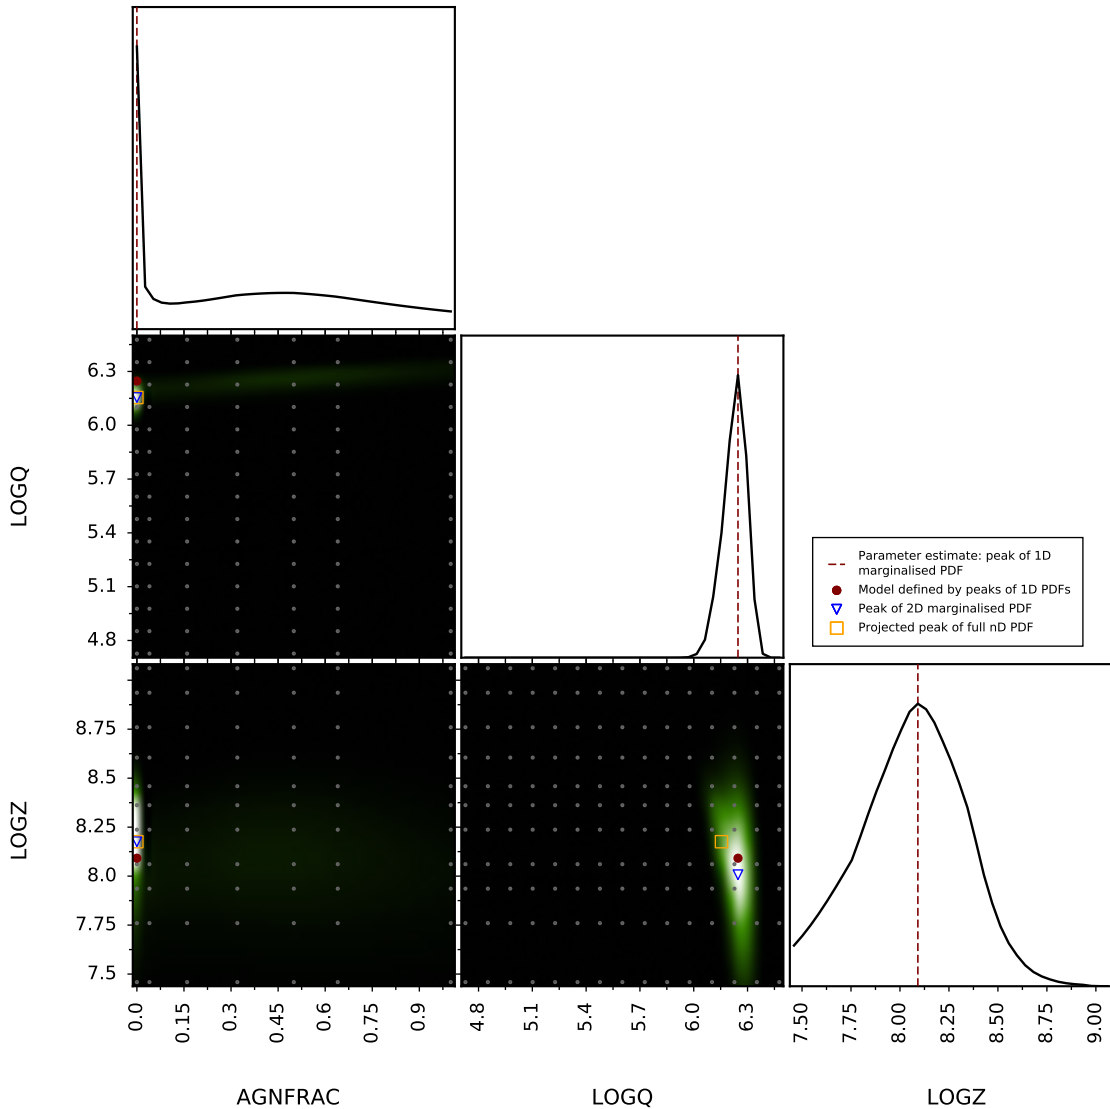 6.3
6.0
5.7
5.4
5.1
4.8
LOGQ
Parameter estimate: peak of 1D
marginalised PDF
Model defined by peaks of 1D PDFs
Peak of 2D marginalised PDF
Projected peak of full nD PDF
8.75
8.5
8.25
8.0
7.75
7.5
LOGZ
0.0 0.15 0.3 0.45 0.6 0.75 0.9
4.8 5.1 5.4 5.7 6.0 6.3
7.50 7.75 8.00 8.25 8.50 8.75 9.00
AGNFRAC LOGQ LOGZ